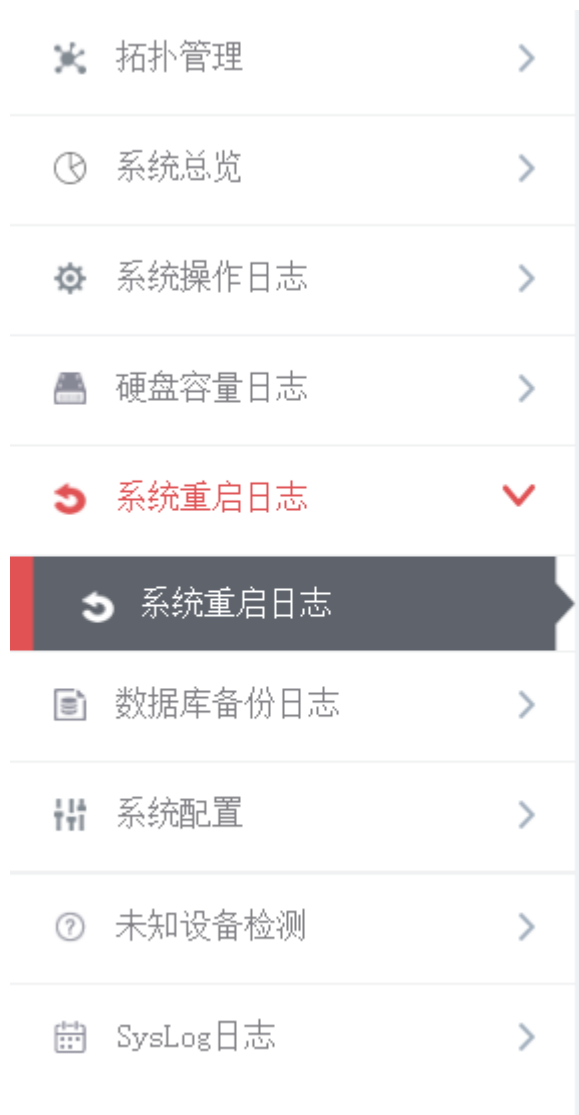 拓扑管理
系统总览
系统操作日志
硬盘容量日志
系统重启日志
系统重启日志
数据库备份日志
系统配置
未知设备检测
SysLog日志